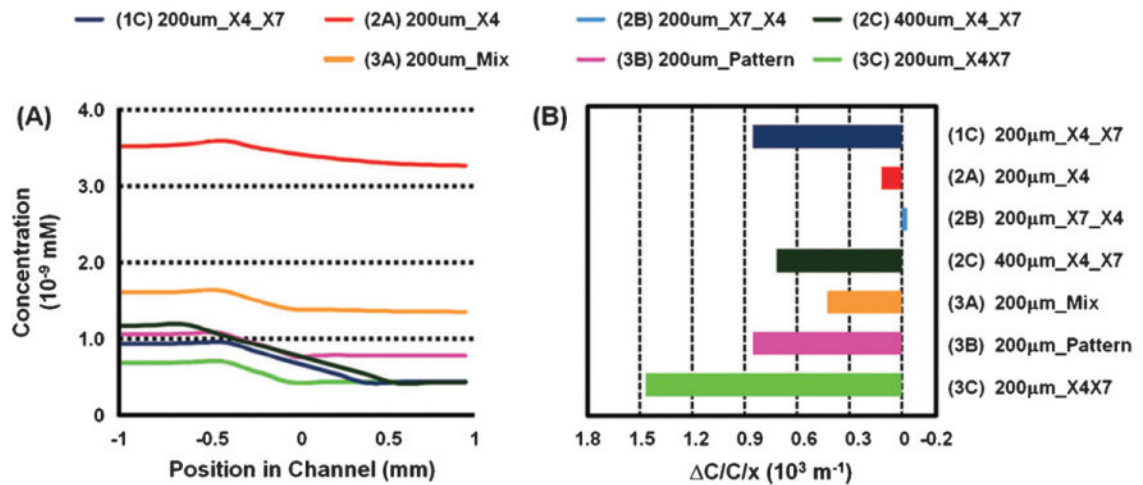 (1C) 200um_X4_X7
(2A) 200um_X4
(2B) 200um_X7_X4
(2C) 400um_X4_X7
(3A) 200um_Mix
(3B) 200um_Pattern
(3C) 200um_X4X7
(A)
4.0
3.0
2.0
1.0
0
Concentration
(10⁻⁹ mM)
-1
-0.5
0
0.5
1
Position in Channel (mm)
(B)
(1C) 200μm_X4_X7
(2A) 200μm_X4
(2B) 200μm_X7_X4
(2C) 400μm_X4_X7
(3A) 200μm_Mix
(3B) 200μm_Pattern
(3C) 200μm_X4X7
1.8
1.5
0.9
0.6
0.3
0
-0.2
ΔC/C/x (10³ m⁻¹)